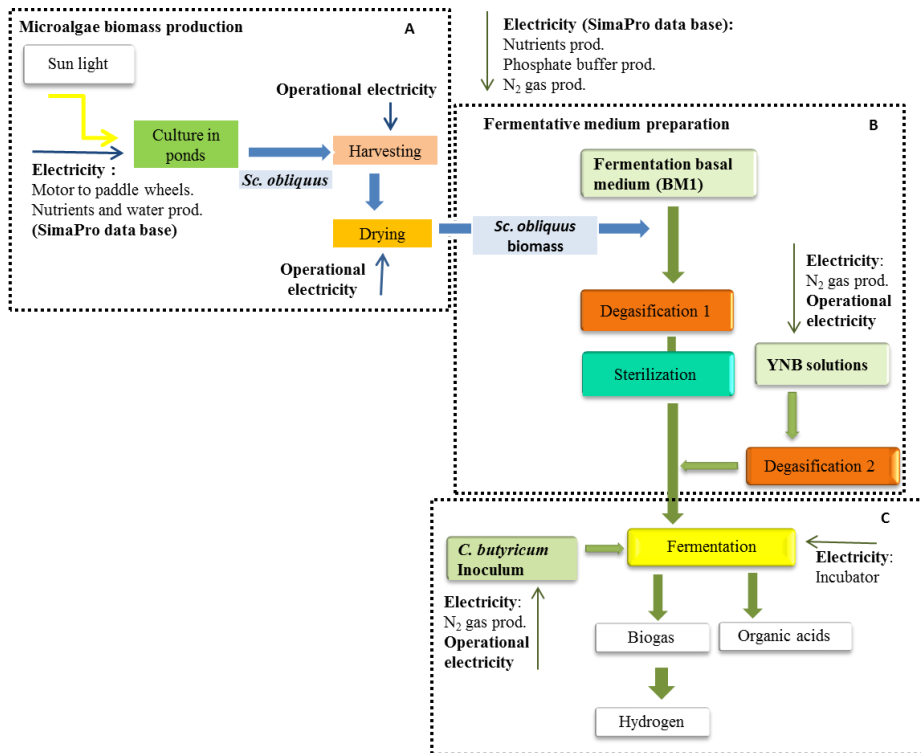 Microalgae biomass production
A
Sun light
Operational electricity
Culture in
ponds
Harvesting
Sc. obliquus
Electricity :
Motor to paddle wheels.
Nutrients and water prod.
(SimaPro data base)
Drying
Operational
electricity
Sc. obliquus
biomass
Electricity (SimaPro data base):
Nutrients prod.
Phosphate buffer prod.
N₂ gas prod.
Fermentative medium preparation
B
Fermentation basal
medium (BM1)
Electricity:
N₂ gas prod.
Operational
electricity
Degasification 1
Sterilization
YNB solutions
Degasification 2
C
C. butyricum
Inoculum
Fermentation
Electricity:
Incubator
Electricity:
N₂ gas prod.
Operational
electricity
Biogas
Organic acids
Hydrogen